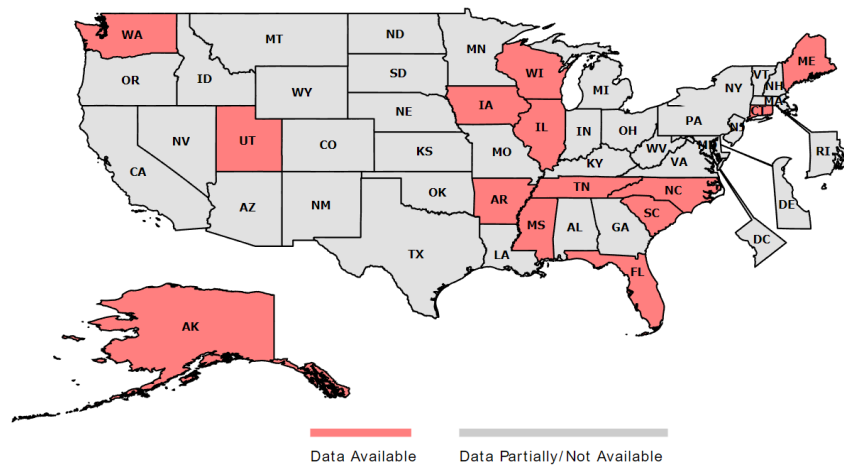 WA
MT
ND
MN
ME
VT
NH
OR
ID
SD
WI
NY
MA
WY
MI
CT
IA
PA
NE
NV
UT
IL
IN
OH
CO
MO
WV
VA
RI
CA
KS
KY
OK
TN
NC
AZ
NM
AR
SC
DE
MS
AL
GA
DC
TX
LA
FL
AK
Data Available
Data Partially/Not Available